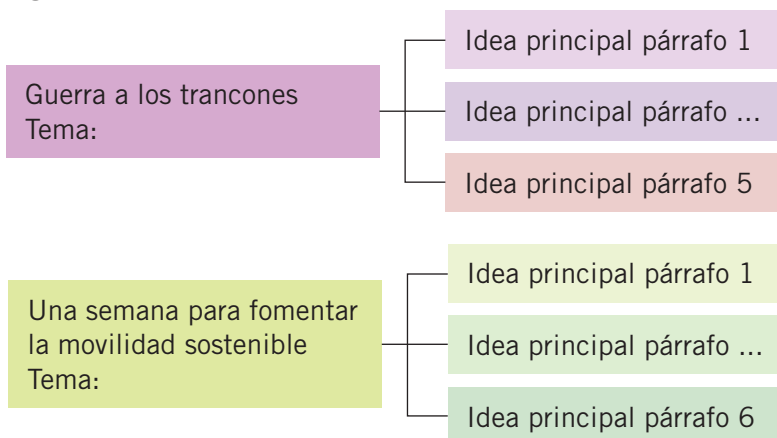 Guerra a los trancones
Tema:
Idea principal párrafo 1
Idea principal párrafo ...
Idea principal párrafo 5
Una semana para fomentar
la movilidad sostenible
Tema:
Idea principal párrafo 1
Idea principal párrafo ...
Idea principal párrafo 6